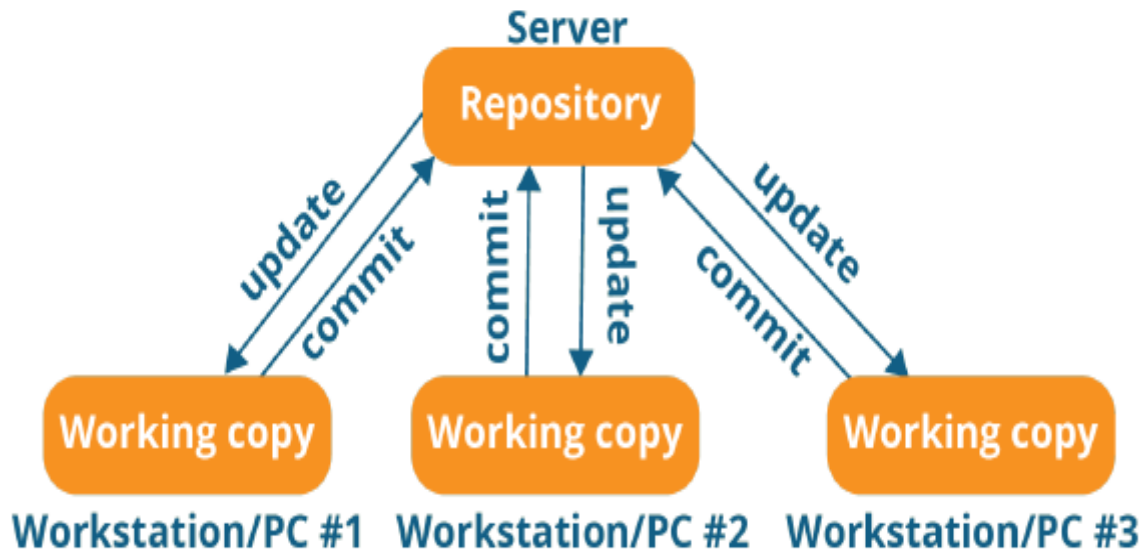 Server
Repository
update
commit
commit
update
update
commit
Working copy
Working copy
Working copy
Workstation/PC #1
Workstation/PC #2
Workstation/PC #3